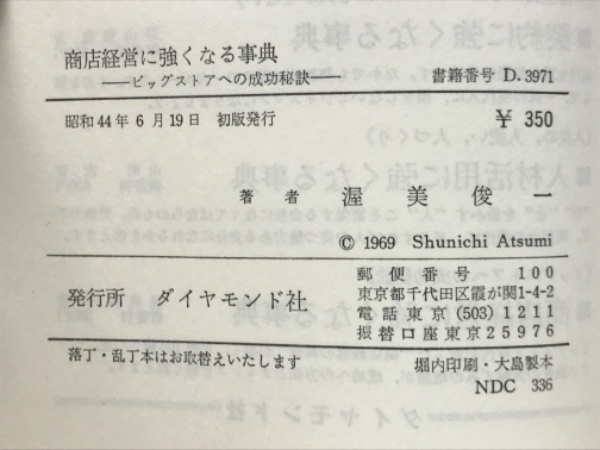 商店経営に強くなる事典
——ビッグストアへの成功秘訣——
書籍番号 D.3971
昭和44年6月19日 初版発行
￥350
著者 渥美俊一
© 1969 Shunichi Atsumi
発行所 ダイヤモンド社
郵便番号 100
東京都千代田区霞が関1-4-2
電話東京(503)1211
振替口座東京25976
落丁・乱丁本はお取替えいたします
堀内印刷・大島製本
NDC 336